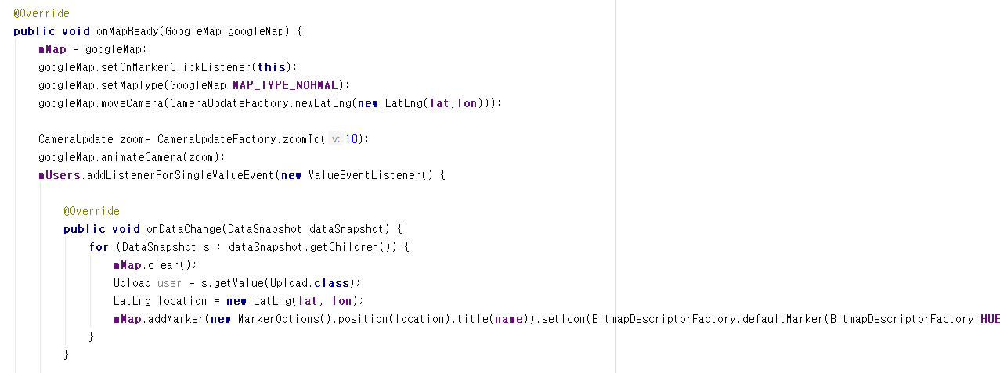 @Override
public void onMapReady(GoogleMap googleMap) {
mMap = googleMap;
googleMap.setOnMarkerClickListener(this);
googleMap.setMapType(GoogleMap.MAP_TYPE_NORMAL);
googleMap.moveCamera(CameraUpdateFactory.newLatLng(new LatLng(lat,lon)));
CameraUpdate zoom= CameraUpdateFactory.zoomTo( v: 10);
googleMap.animateCamera(zoom);
mUsers.addListenerForSingleValueEvent(new ValueEventListener() {
@Override
public void onDataChange(DataSnapshot dataSnapshot) {
for (DataSnapshot s : dataSnapshot.getChildren()) {
mMap.clear();
Upload user = s.getValue(Upload.class);
LatLng location = new LatLng(lat, lon);
mMap.addMarker(new MarkerOptions().position(location).title(name)).setIcon(BitmapDescriptorFactory.defaultMarker(BitmapDescriptorFactory.HUE
}
}